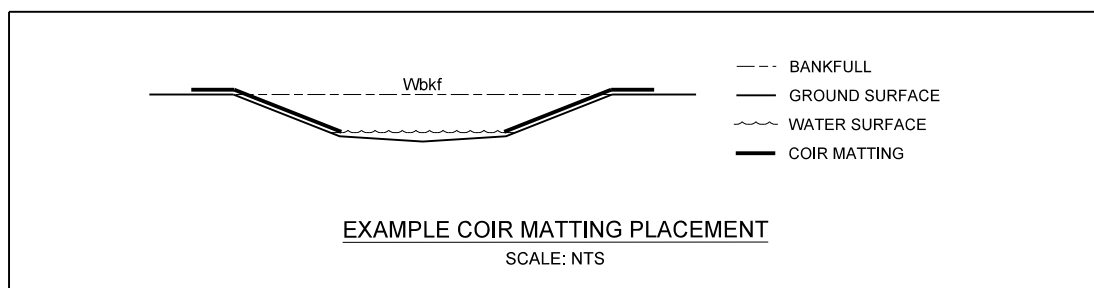 Wbkf
BANKFULL
GROUND SURFACE
WATER SURFACE
COIR MATTING
EXAMPLE COIR MATTING PLACEMENT
SCALE: NTS